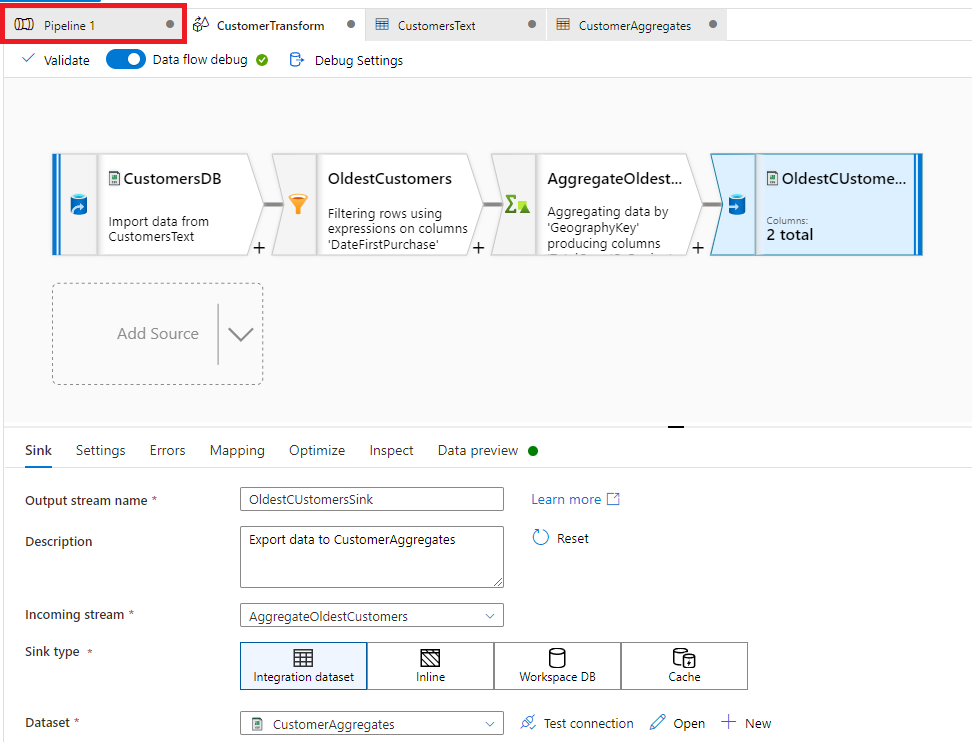 Pipeline 1
CustomerTransform
CustomersText
CustomerAggregates
Validate
Data flow debug
Debug Settings
CustomersDB
Import data from
CustomersText
OldestCustomers
Filtering rows using
expressions on columns
'DateFirstPurchase'
AggregateOldest...
Aggregating data by
'GeographyKey'
producing columns
OldestCUstome...
Columns:
2 total
Add Source
Sink
Settings
Errors
Mapping
Optimize
Inspect
Data preview
Output stream name *
OldestCUstomersSink
Learn more
Description
Export data to CustomerAggregates
Reset
Incoming stream *
AggregateOldestCustomers
Sink type *
Integration dataset
Inline
Workspace DB
Cache
Dataset *
CustomerAggregates
Test connection
Open
New